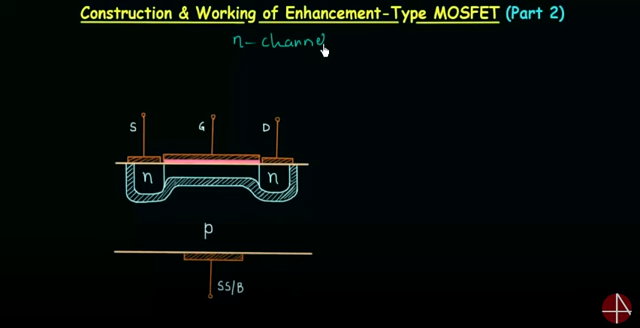 Construction & Working of Enhancement-Type MOSFET (Part 2)
n-channel
S G D
n n
p
SS/B